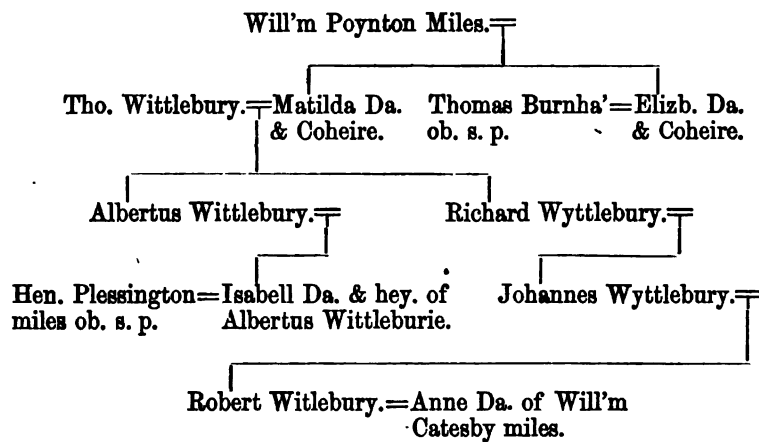 Will'm Poynton Miles.
Tho. Wittlebury.=Matilda Da. Thomas Burnha'=Elizb. Da.
& Coheire. ob. s. p. & Coheire.
Albertus Wittlebury.= Richard Wyttlebury.=
Hen. Plessington=Isabell Da. & hey. of Johannes Wyttlebury.=
miles ob. s. p. Albertus Wittleburie.
Robert Witlebury.=Anne Da. of Will'm
Catesby miles.